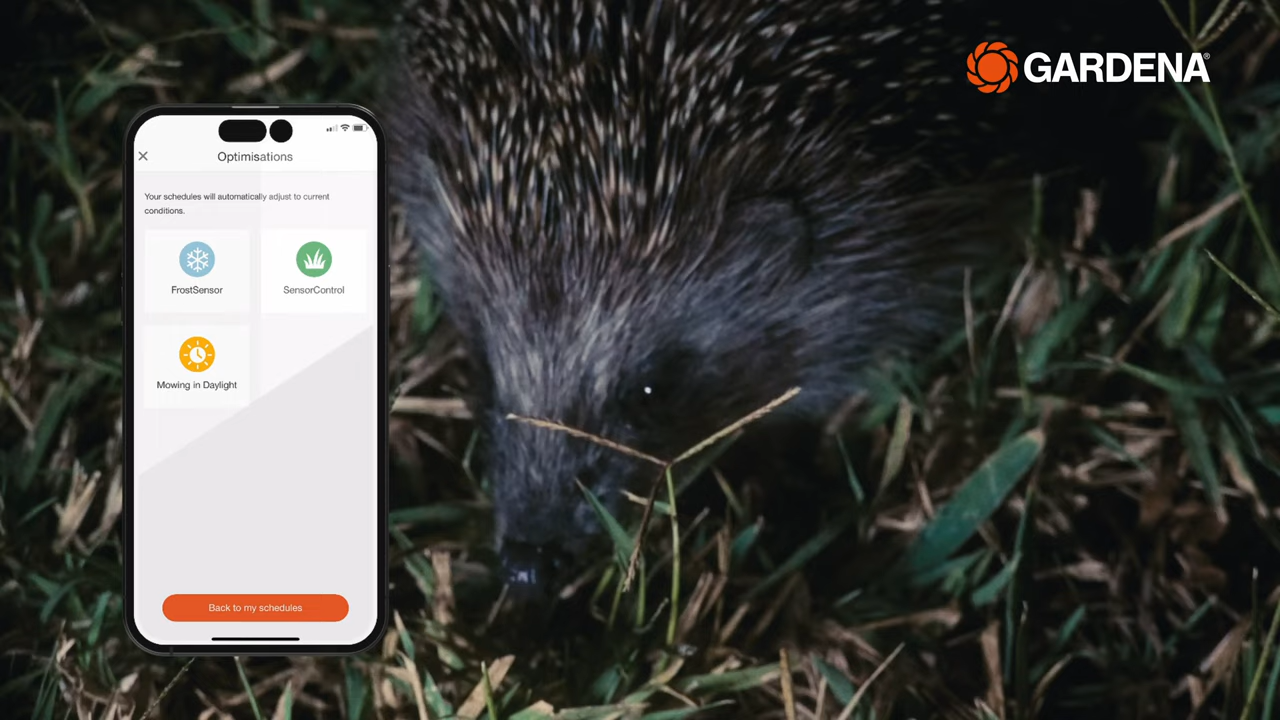 GARDENA®
Optimisations
Your schedules will automatically adjust to current
conditions.
FrostSensor
SensorControl
Mowing in Daylight
Back to my schedules